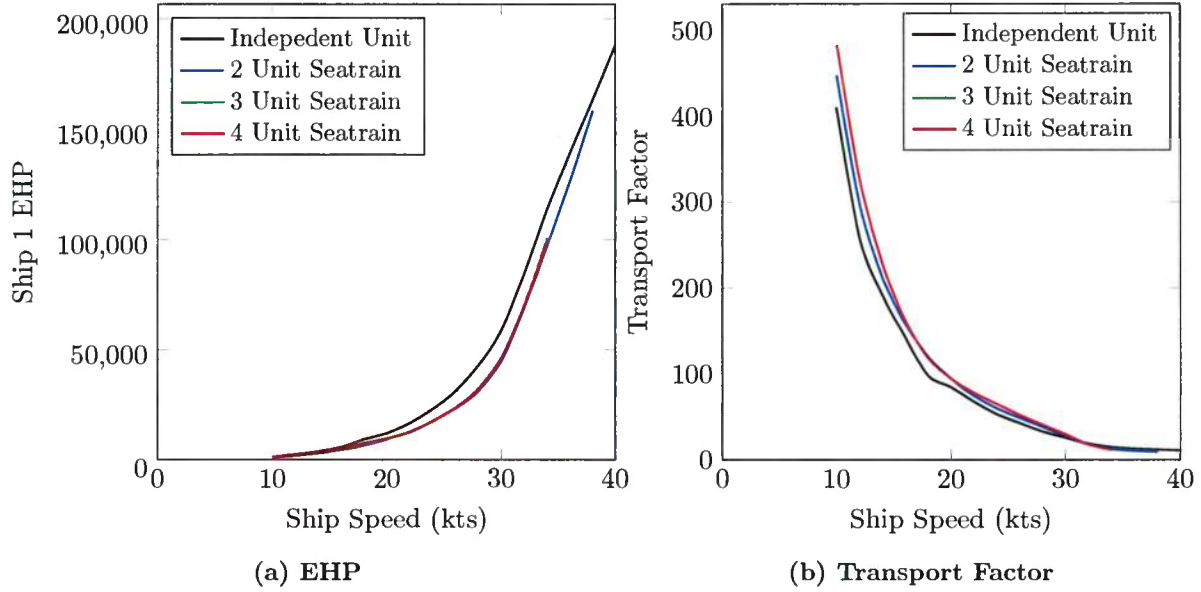 200,000
150,000
100,000
50,000
0
Ship 1 EHP
Indepedent Unit
2 Unit Seatrain
3 Unit Seatrain
4 Unit Seatrain
0 10 20 30 40
Ship Speed (kts)
(a) EHP
500
400
300
200
100
0
Transport Factor
Independent Unit
2 Unit Seatrain
3 Unit Seatrain
4 Unit Seatrain
0 10 20 30 40
Ship Speed (kts)
(b) Transport Factor